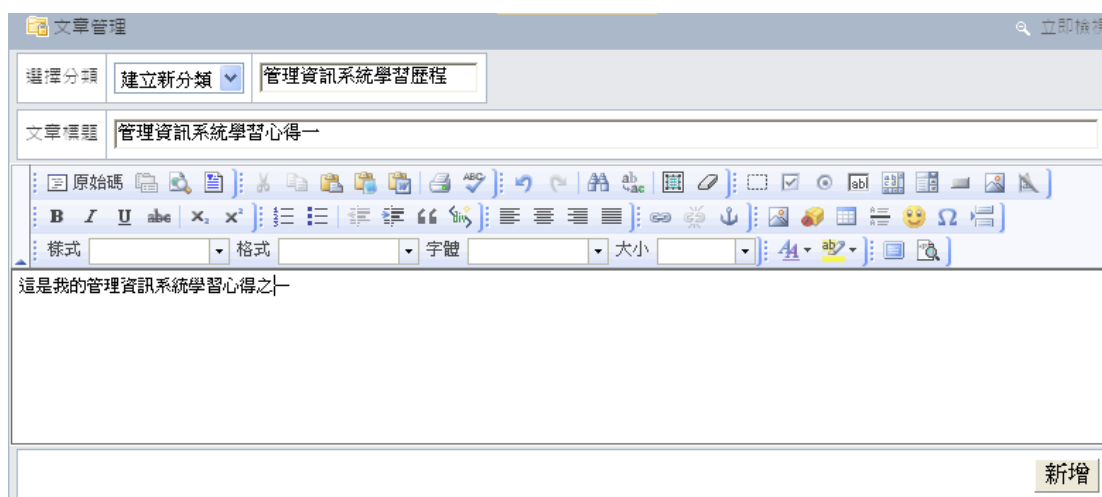 文章管理 立即檢視
選擇分類 建立新分類 管理資訊系統學習歷程
文章標題 管理資訊系統學習心得一
原始碼
樣式 格式 字體 大小
這是我的管理資訊系統學習心得之一
新增